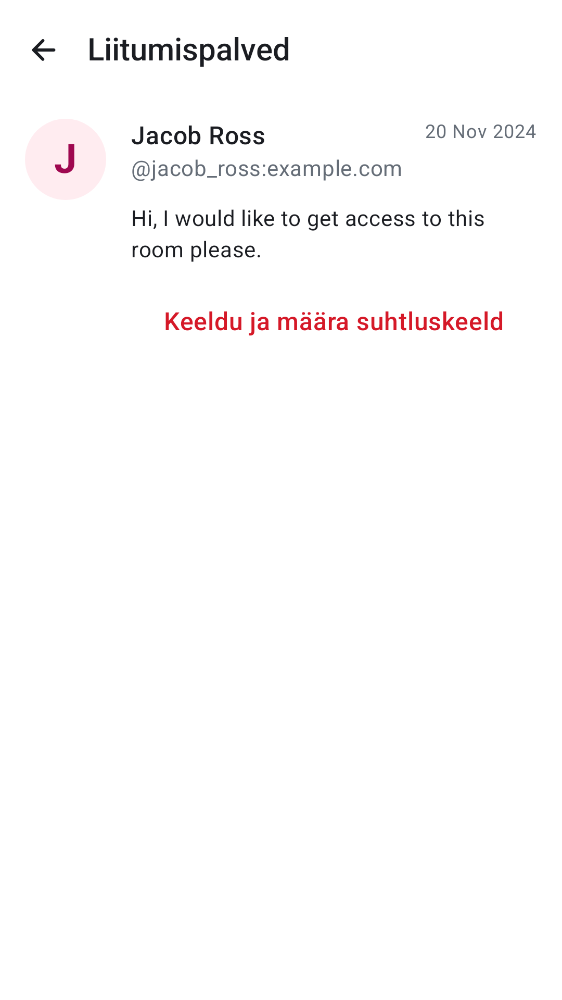 Liitumispalved
J
Jacob Ross
20 Nov 2024
@jacob_ross:example.com
Hi, I would like to get access to this
room please.
Keeldu ja määra suhtluskeeld